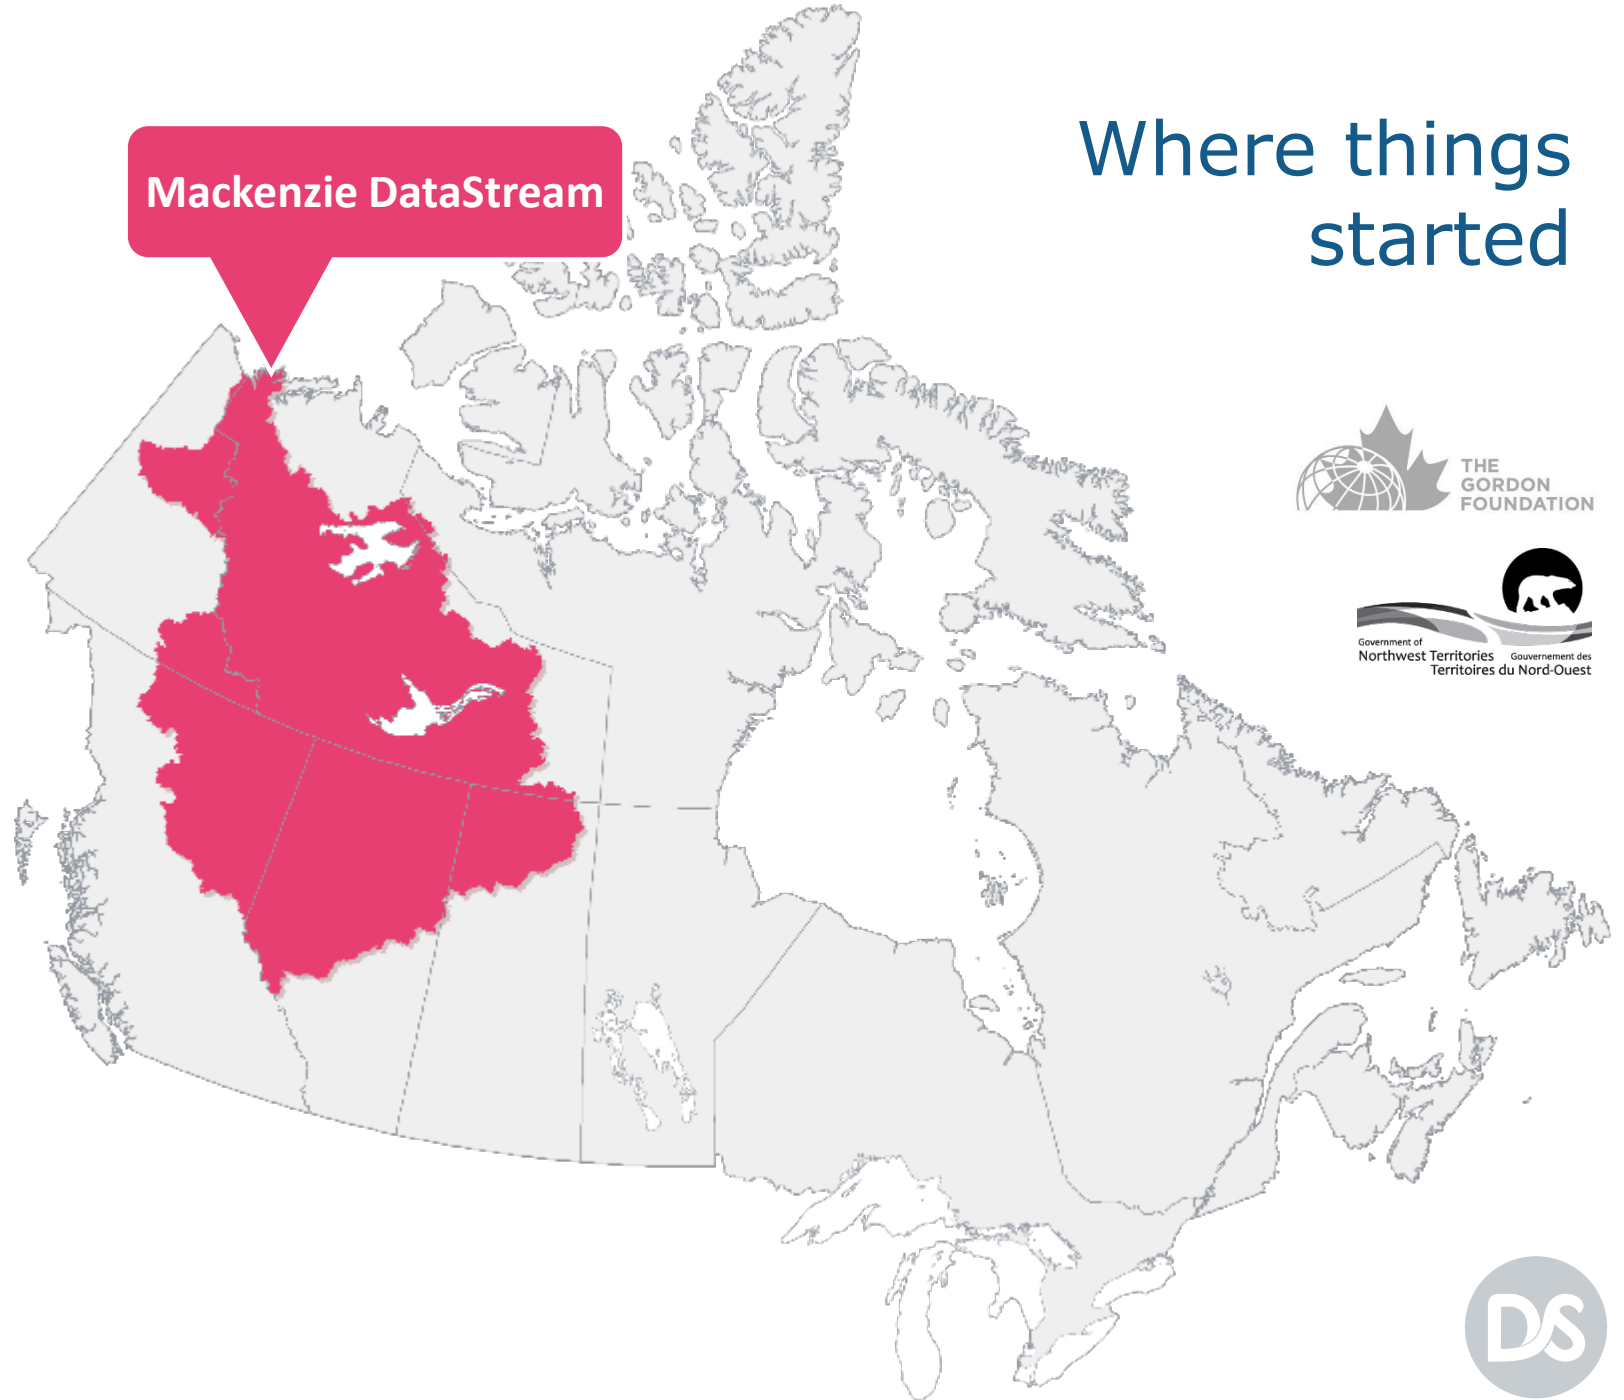 Where things
started
Mackenzie DataStream
THE
GORDON
FOUNDATION
Government of
Northwest Territories
Gouvernement des
Territoires du Nord-Ouest
DS